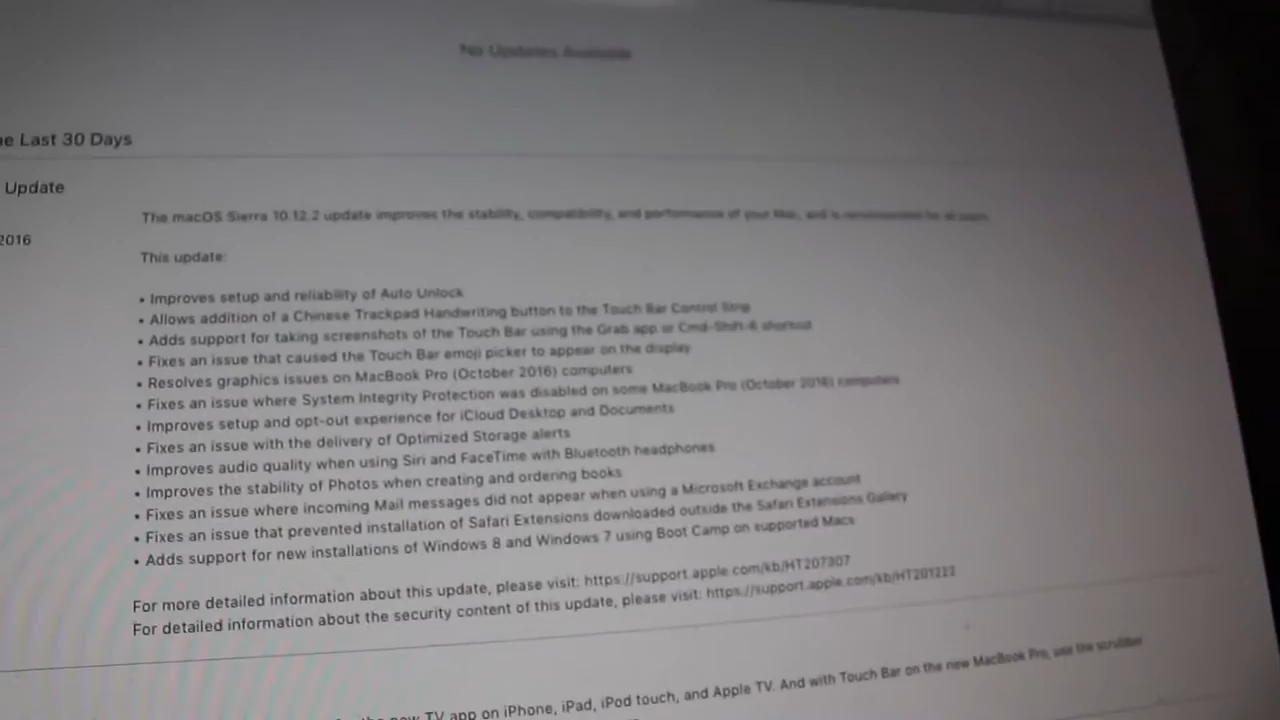 No Updates Available
e Last 30 Days
Update
The macOS Sierra 10.12.2 update improves the stability, compatibility, and performance of your Mac, and is recommended for all users.
2016
This update:
• Improves setup and reliability of Auto Unlock
• Allows addition of a Chinese Trackpad Handwriting button to the Touch Bar Control Strip
• Adds support for taking screenshots of the Touch Bar using the Grab app or Cmd-Shift-6 shortcut
• Fixes an issue that caused the Touch Bar emoji picker to appear on the display
• Resolves graphics issues on MacBook Pro (October 2016) computers
• Fixes an issue where System Integrity Protection was disabled on some MacBook Pro (October 2016) computers
• Improves setup and opt-out experience for iCloud Desktop and Documents
• Fixes an issue with the delivery of Optimized Storage alerts
• Improves audio quality when using Siri and FaceTime with Bluetooth headphones
• Improves the stability of Photos when creating and ordering books
• Fixes an issue where incoming Mail messages did not appear when using a Microsoft Exchange account
• Fixes an issue that prevented installation of Safari Extensions downloaded outside the Safari Extensions Gallery
• Adds support for new installations of Windows 8 and Windows 7 using Boot Camp on supported Macs
For more detailed information about this update, please visit: https://support.apple.com/kb/HT207307
For detailed information about the security content of this update, please visit: https://support.apple.com/kb/HT201222
the new TV app on iPhone, iPad, iPod touch, and Apple TV. And with Touch Bar on the new MacBook Pro, use the scrubber